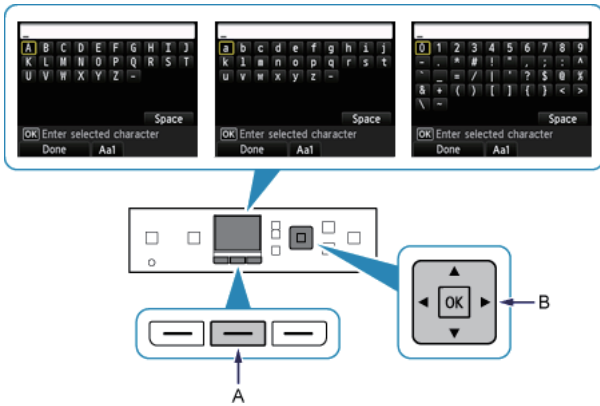 _
A B C D E F G H I J
K L M N O P Q R S T
U V W X Y Z -
Space
OK Enter selected character
Done Aa1
_
a b c d e f g h i j
k l m n o p q r s t
u v w x y z -
Space
OK Enter selected character
Done Aa1
_
0 1 2 3 4 5 6 7 8 9
- . * # ! " , ; : ^
` _ = / | ' ? $ @ %
& + ( ) [ ] { } < >
\ ~
Space
OK Enter selected character
Done Aa1
OK
B
A